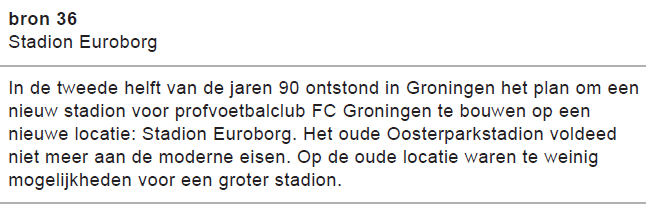 bron 36
Stadion Euroborg
In de tweede helft van de jaren 90 ontstond in Groningen het plan om een
nieuw stadion voor profvoetbalclub FC Groningen te bouwen op een
nieuwe locatie: Stadion Euroborg. Het oude Oosterparkstadion voldeed
niet meer aan de moderne eisen. Op de oude locatie waren te weinig
mogelijkheden voor een groter stadion.